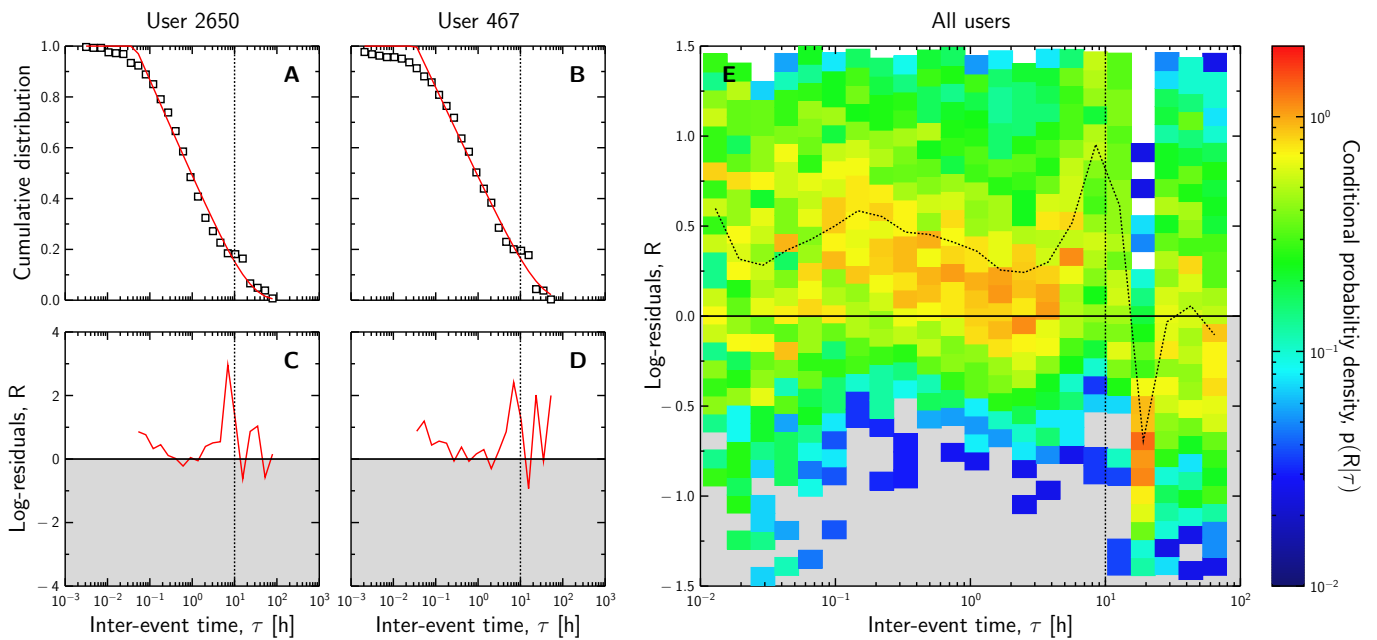 User 2650
User 467
All users
Cumulative distribution
1.0
0.8
0.6
0.4
0.2
0.0
A
B
Log-residuals, R
4
2
0
−2
−4
C
D
10⁻³ 10⁻² 10⁻¹ 10⁰ 10¹ 10² 10³
10⁻³ 10⁻² 10⁻¹ 10⁰ 10¹ 10² 10³
Inter-event time, τ [h]
Inter-event time, τ [h]
Log-residuals, R
1.5
1.0
0.5
0.0
−0.5
−1.0
−1.5
E
10⁻² 10⁻¹ 10⁰ 10¹ 10²
Inter-event time, τ [h]
10⁰
10⁻¹
10⁻²
Conditional probabilitiy density, p(R|τ)